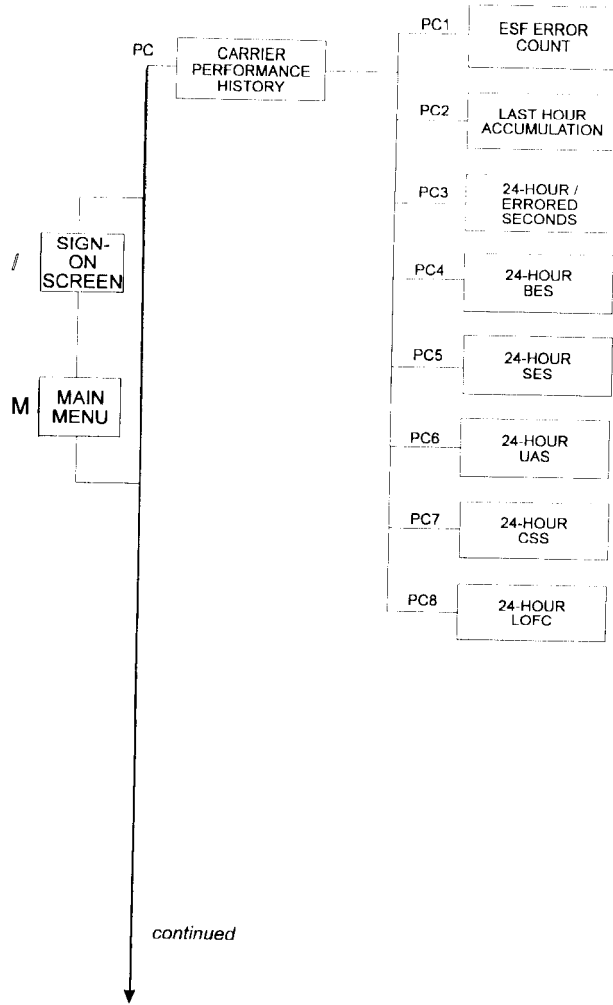 PC
CARRIER
PERFORMANCE
HISTORY
PC1
ESF ERROR
COUNT
PC2
LAST HOUR
ACCUMULATION
PC3
24-HOUR /
ERRORED
SECONDS
PC4
24-HOUR
BES
PC5
24-HOUR
SES
PC6
24-HOUR
UAS
PC7
24-HOUR
CSS
PC8
24-HOUR
LOFC
/
SIGN-
ON
SCREEN
M
MAIN
MENU
continued